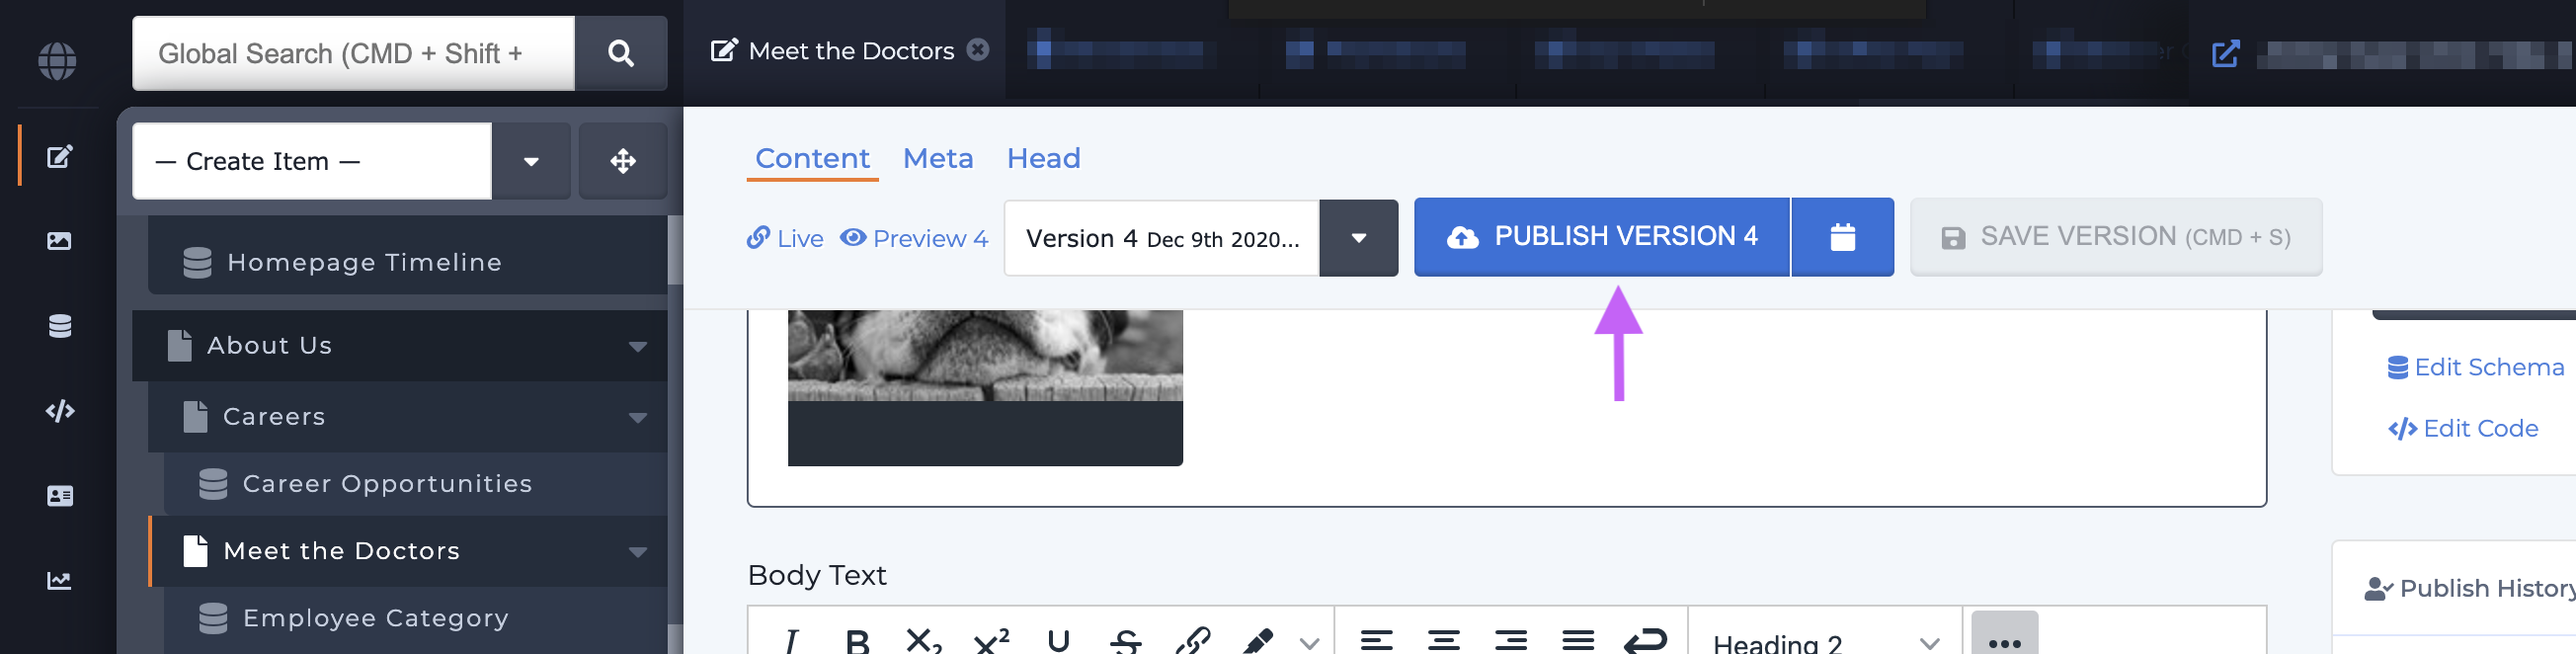 Global Search (CMD + Shift +
Meet the Doctors
— Create Item —
Homepage Timeline
About Us
Careers
Career Opportunities
Meet the Doctors
Employee Category
Content Meta Head
Live Preview 4 Version 4 Dec 9th 2020... PUBLISH VERSION 4 SAVE VERSION (CMD + S)
Edit Schema
Edit Code
Body Text
I B X₂ X² U S Heading 2 ...
Publish History